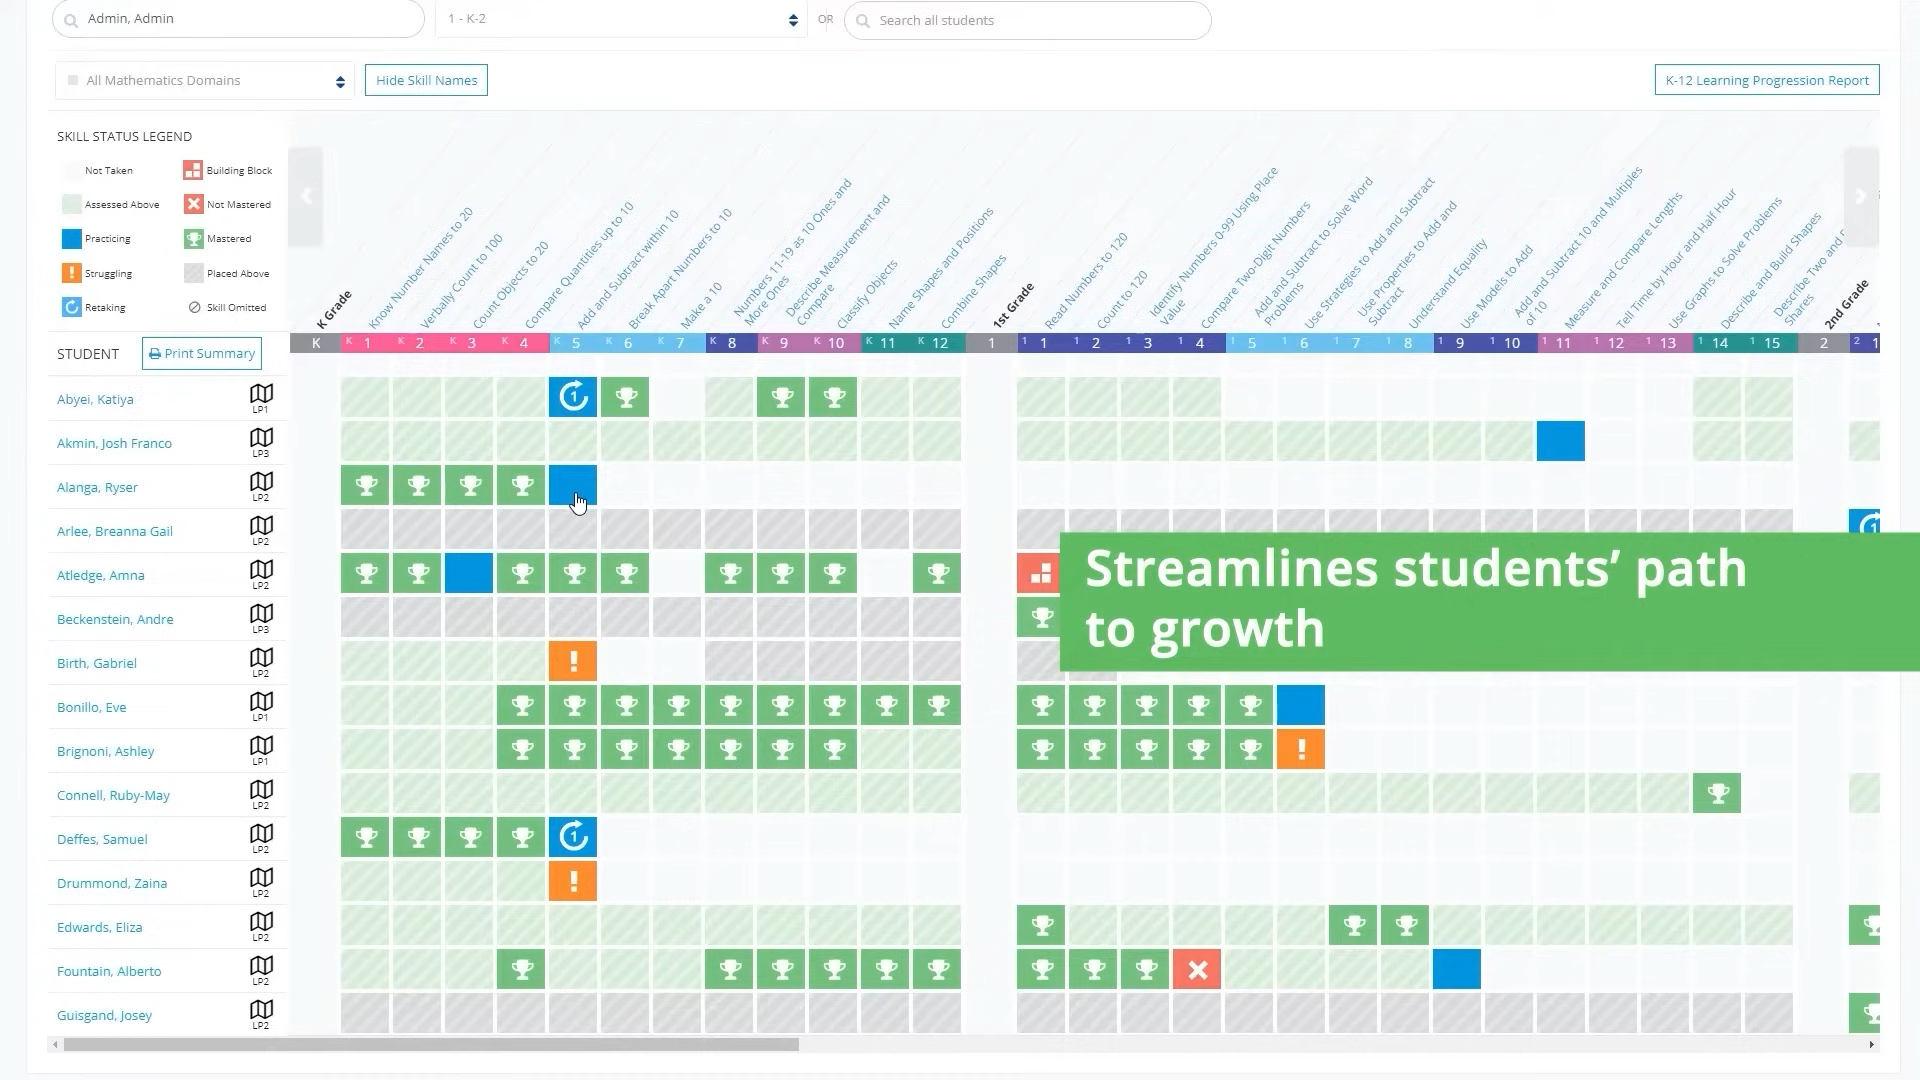 Admin, Admin
1 - K-2
OR
Search all students
All Mathematics Domains
Hide Skill Names
K-12 Learning Progression Report
SKILL STATUS LEGEND
Not Taken
Building Block
Assessed Above
Not Mastered
Practicing
Mastered
Struggling
Placed Above
Retaking
Skill Omitted
K Grade
Know Number Names to 20
Verbally Count to 100
Count Objects to 20
Compare Quantities up to 10
Add and Subtract within 10
Break Apart Numbers to 10
Make a 10
Numbers 11-19 as 10 Ones and
More Ones
Describe Measurement and
Compare
Classify Objects
Name Shapes and Positions
Combine Shapes
1st Grade
Read Numbers to 120
Count to 120
Identify Numbers 0-99 Using Place
Value
Compare Two-Digit Numbers
Add and Subtract to Solve Word
Problems
Use Strategies to Add and Subtract
Use Properties to Add and
Subtract
Understand Equality
Use Models to Add
Add and Subtract 10 and Multiples
of 10
Measure and Compare Lengths
Tell Time by Hour and Half Hour
Use Graphs to Solve Problems
Describe and Build Shapes
Describe Two and
Shares
2nd Grade
STUDENT
Print Summary
K K 1 K 2 K 3 K 4 K 5 K 6 K 7 K 8 K 9 K 10 K 11 K 12 1 1 1 1 2 1 3 1 4 1 5 1 6 1 7 1 8 1 9 1 10 1 11 1 12 1 13 1 14 1 15 2 2 1
Abyei, Katiya
LP1
1
Akmin, Josh Franco
LP3
Alanga, Ryser
LP2
Arlee, Breanna Gail
LP2
1
Atledge, Amna
LP2
Beckenstein, Andre
LP3
Birth, Gabriel
LP2
!
Streamlines students’ path
to growth
Bonillo, Eve
LP1
Brignoni, Ashley
LP1
!
Connell, Ruby-May
LP2
Deffes, Samuel
LP2
1
Drummond, Zaina
LP2
!
Edwards, Eliza
LP2
Fountain, Alberto
LP2
Guisgand, Josey
LP2